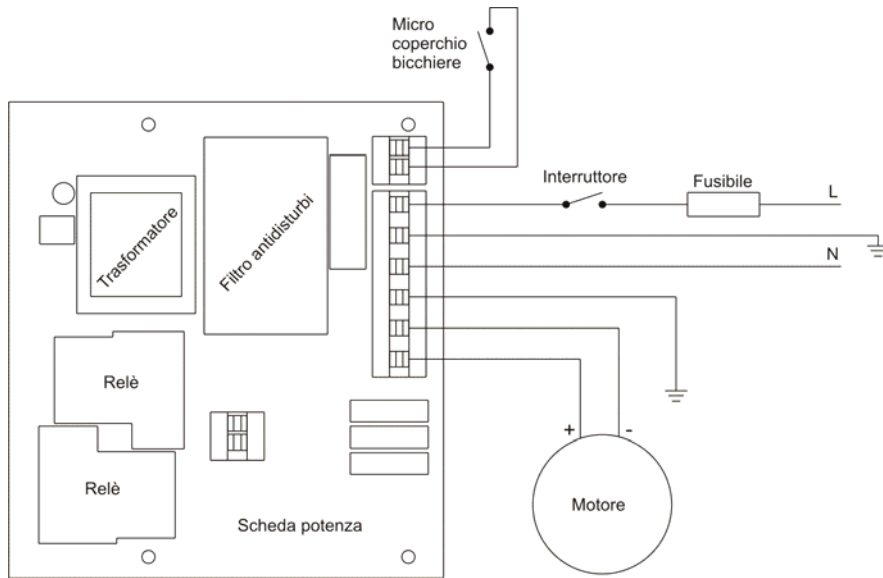 Micro
coperchio
bicchiere
Interruttore
Fusibile
L
N
Trasformatore
Filtro antidisturbi
Relè
Relè
Scheda potenza
+
-
Motore